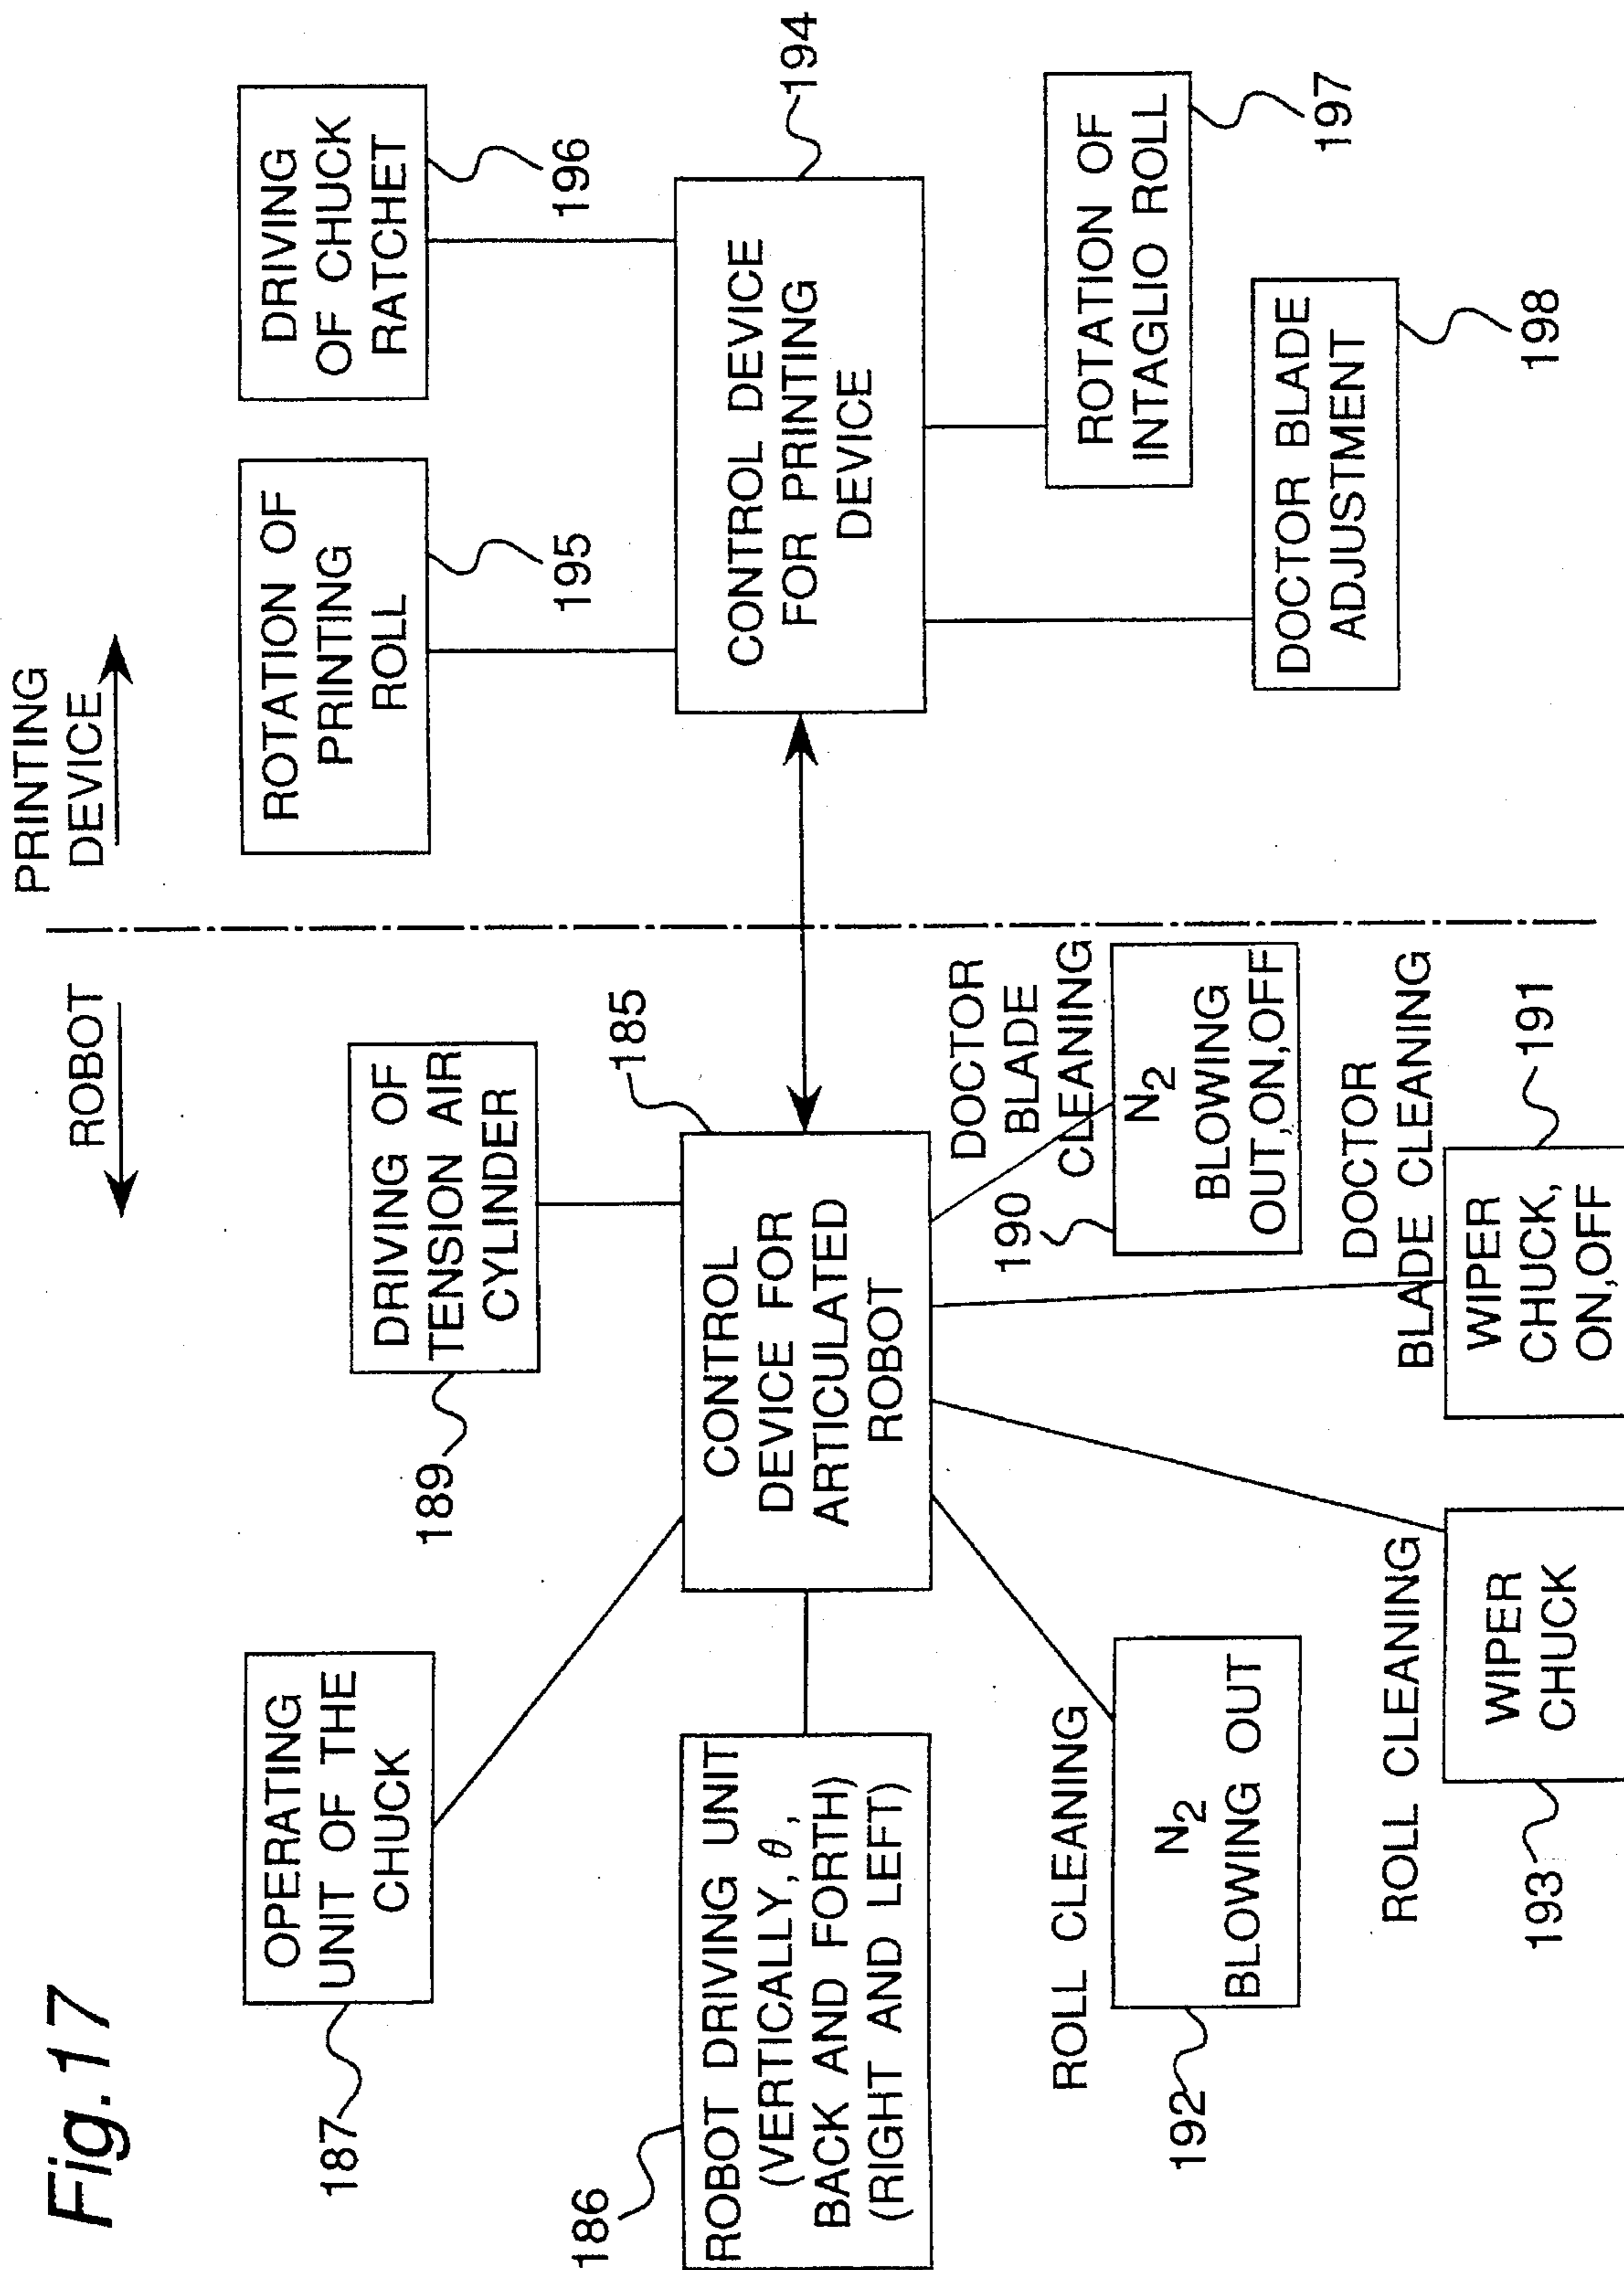 Fig.17
ROBOT
PRINTING
DEVICE
OPERATING
UNIT OF THE
CHUCK
187
DRIVING OF
TENSION AIR
CYLINDER
189
ROTATION OF
PRINTING
ROLL
195
DRIVING
OF CHUCK
RATCHET
196
186
ROBOT DRIVING UNIT
(VERTICALLY, θ,
BACK AND FORTH)
(RIGHT AND LEFT)
185
CONTROL
DEVICE FOR
ARTICULATED
ROBOT
194
CONTROL DEVICE
FOR PRINTING
DEVICE
ROLL CLEANING
N2
BLOWING OUT
192
DOCTOR
BLADE
CLEANING
190
N2
BLOWING
OUT,ON,OFF
ROTATION OF
INTAGLIO ROLL
197
ROLL CLEANING
WIPER
CHUCK
193
DOCTOR
BLADE CLEANING
WIPER
CHUCK,
ON,OFF
191
DOCTOR BLADE
ADJUSTMENT
198